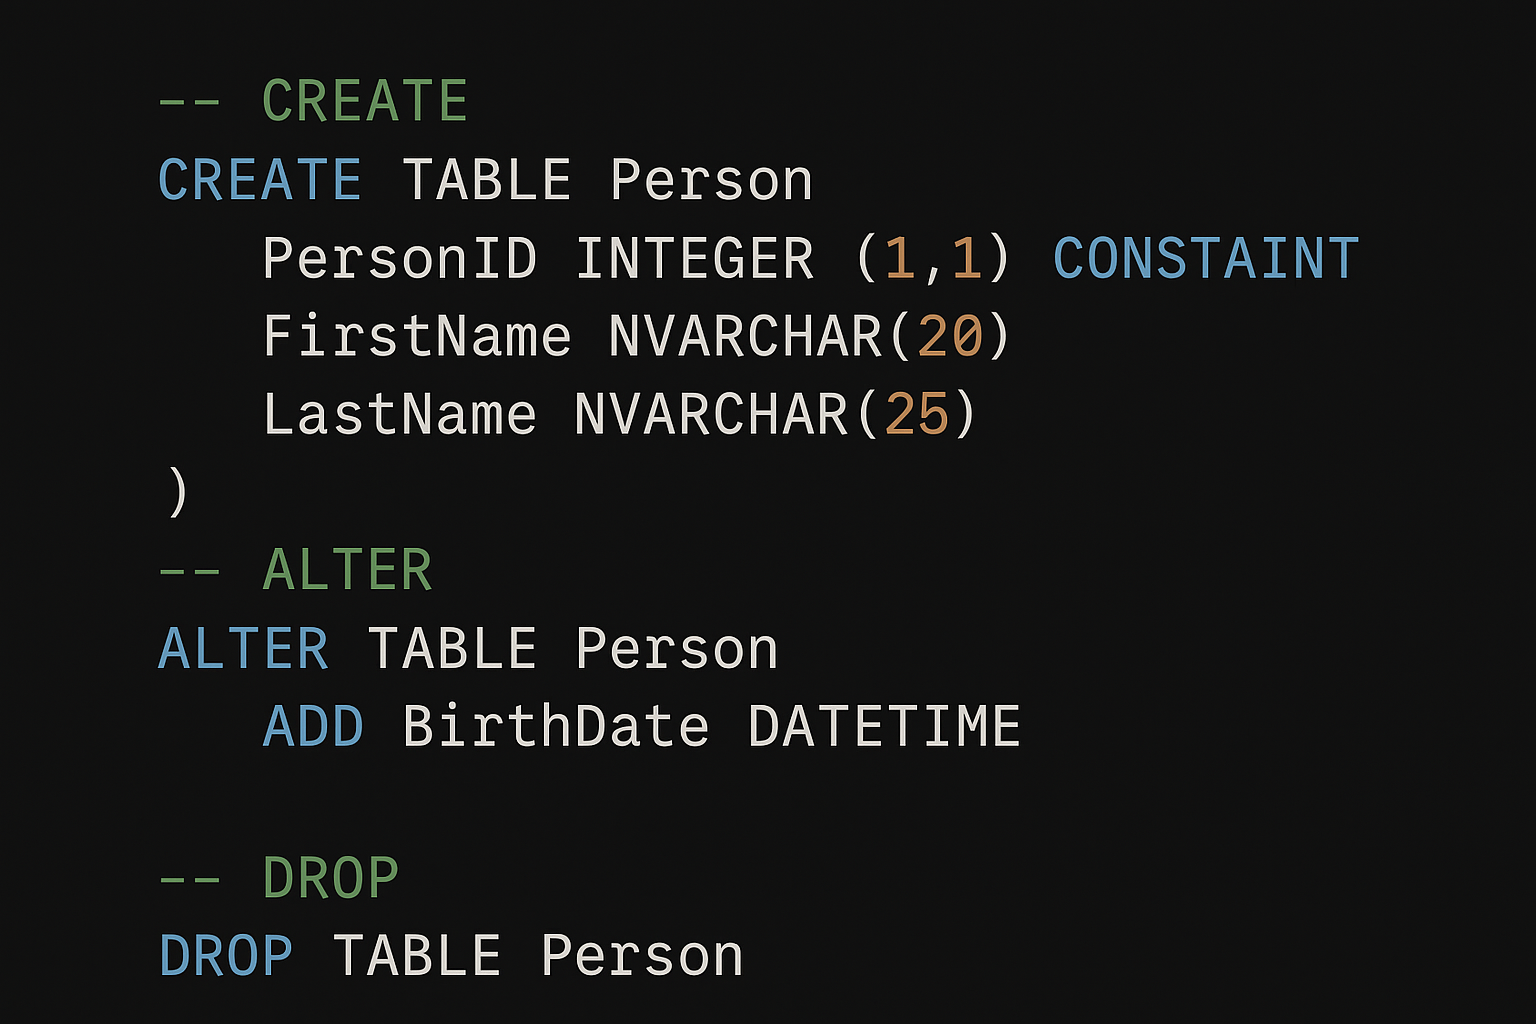 -- CREATE
CREATE TABLE Person
PersonID INTEGER (1,1) CONSTAINT
FirstName NVARCHAR(20)
LastName NVARCHAR(25)
)
-- ALTER
ALTER TABLE Person
ADD BirthDate DATETIME
-- DROP
DROP TABLE Person